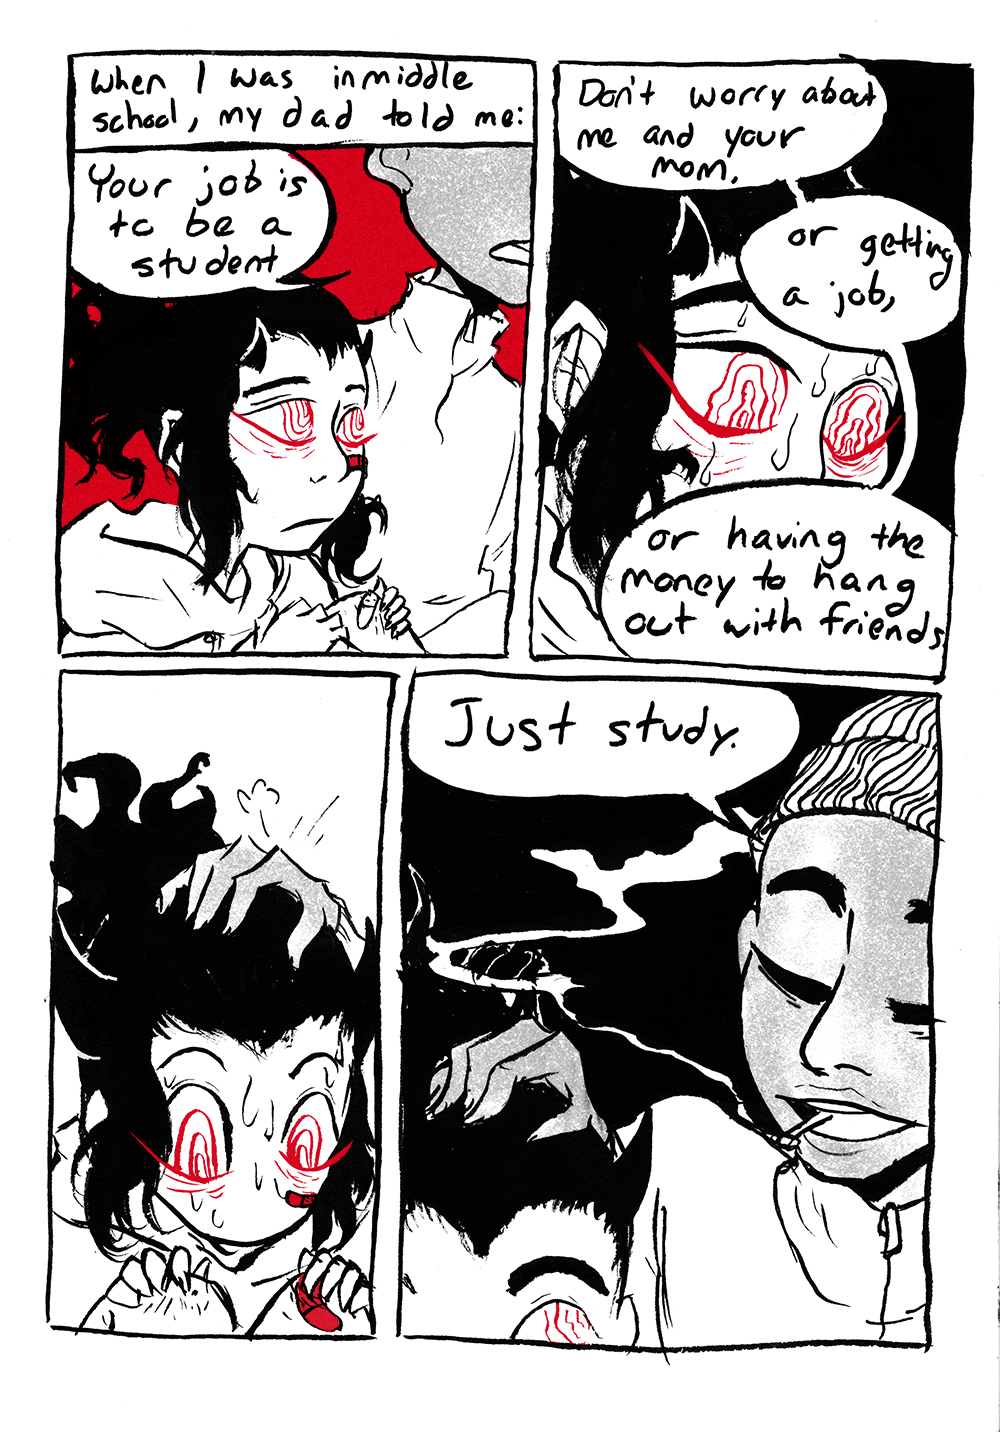 When I was in middle
school, my dad told me:
Your job is
to be a
student
Don't worry about
me and your
mom,
or getting
a job,
or having the
money to hang
out with friends,
Just study.